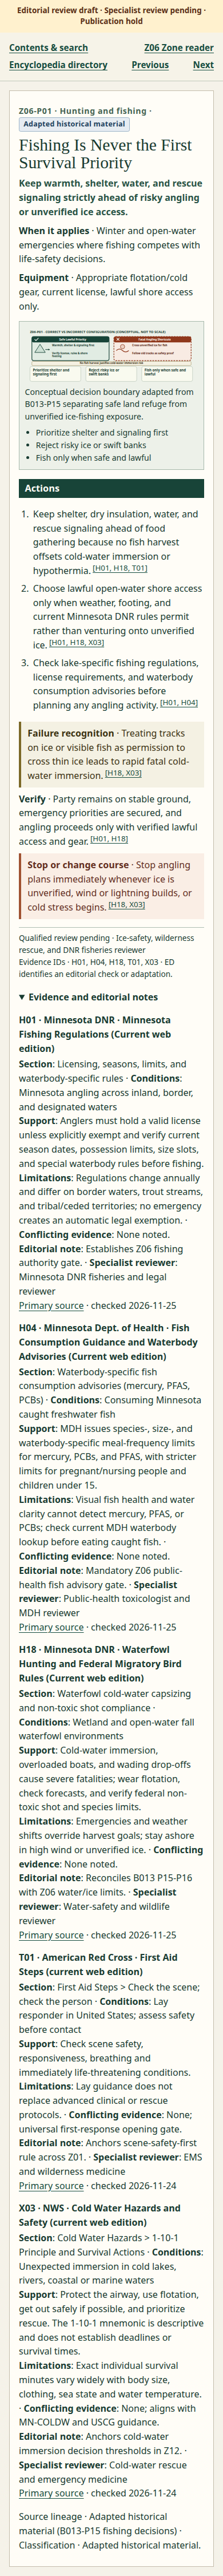 Editorial review draft · Specialist review pending ·
Publication hold
Contents & search
Z06 Zone reader
Encyclopedia directory
Previous
Next
Z06-P01 · Hunting and fishing ·
Adapted historical material
Fishing Is Never the First
Survival Priority
Keep warmth, shelter, water, and rescue
signaling strictly ahead of risky angling
or unverified ice access.
When it applies · Winter and open-water
emergencies where fishing competes with
life-safety decisions.
Equipment · Appropriate flotation/cold
gear, current license, lawful shore access
only.
Prioritize shelter and
signaling first
Reject risky ice or
swift banks
Fish only when safe and
lawful
Conceptual decision boundary adapted from
B013-P15 separating safe land refuge from
unverified ice-fishing exposure.
• Prioritize shelter and signaling first
• Reject risky ice or swift banks
• Fish only when safe and lawful
Actions
1. Keep shelter, dry insulation, water, and
rescue signaling ahead of food
gathering because no fish harvest
offsets cold-water immersion or
hypothermia. [H01, H18, T01]
2. Choose lawful open-water shore access
only when weather, footing, and
current Minnesota DNR rules permit
rather than venturing onto unverified
ice. [H01, H18, X03]
3. Check lake-specific fishing regulations,
license requirements, and waterbody
consumption advisories before
planning any angling activity. [H01, H04]
Failure recognition · Treating tracks
on ice or visible fish as permission to
cross thin ice leads to rapid fatal cold-
water immersion. [H18, X03]
Verify · Party remains on stable ground,
emergency priorities are secured, and
angling proceeds only with verified lawful
access and gear. [H01, H18]
Stop or change course · Stop angling
plans immediately whenever ice is
unverified, wind or lightning builds, or
cold stress begins. [H18, X03]
Qualified review pending · Ice-safety, wilderness
rescue, and DNR fisheries reviewer
Evidence IDs · H01, H04, H18, T01, X03 · ED
identifies an editorial check or adaptation.
▼ Evidence and editorial notes
H01 · Minnesota DNR · Minnesota
Fishing Regulations (Current web
edition)
Section: Licensing, seasons, limits, and
waterbody-specific rules · Conditions:
Minnesota angling across inland, border,
and designated waters
Support: Anglers must hold a valid license
unless explicitly exempt and verify current
season dates, possession limits, size slots,
and special waterbody rules before fishing.
Limitations: Regulations change annually
and differ on border waters, trout streams,
and tribal/ceded territories; no emergency
creates an automatic legal exemption. ·
Conflicting evidence: None noted.
Editorial note: Establishes Z06 fishing
authority gate. · Specialist reviewer:
Minnesota DNR fisheries and legal
reviewer
Primary source · checked 2026-11-25
H04 · Minnesota Dept. of Health · Fish
Consumption Guidance and Waterbody
Advisories (Current web edition)
Section: Waterbody-specific fish
consumption advisories (mercury, PFAS,
PCBs) · Conditions: Consuming Minnesota
caught freshwater fish
Support: MDH issues species-, size-, and
waterbody-specific meal-frequency limits
for mercury, PCBs, and PFAS, with stricter
limits for pregnant/nursing people and
children under 15.
Limitations: Visual fish health and water
clarity cannot detect mercury, PFAS, or
PCBs; check current MDH waterbody
lookup before eating caught fish. ·
Conflicting evidence: None noted.
Editorial note: Mandatory Z06 public-
health fish advisory gate. · Specialist
reviewer: Public-health toxicologist and
MDH reviewer
Primary source · checked 2026-11-25
H18 · Minnesota DNR · Waterfowl
Hunting and Federal Migratory Bird
Rules (Current web edition)
Section: Waterfowl cold-water capsizing
and non-toxic shot compliance ·
Conditions: Wetland and open-water fall
waterfowl environments
Support: Cold-water immersion,
overloaded boats, and wading drop-offs
cause severe fatalities; wear flotation,
check forecasts, and verify federal non-
toxic shot and species limits.
Limitations: Emergencies and weather
shifts override harvest goals; stay ashore
in high wind or unverified ice. · Conflicting
evidence: None noted.
Editorial note: Reconciles B013 P15-P16
with Z06 water/ice limits. · Specialist
reviewer: Water-safety and wildlife
reviewer
Primary source · checked 2026-11-25
T01 · American Red Cross · First Aid
Steps (current web edition)
Section: First Aid Steps > Check the scene;
check the person · Conditions: Lay
responder in United States; assess safety
before contact
Support: Check scene safety,
responsiveness, breathing and
immediately life-threatening conditions.
Limitations: Lay guidance does not
replace advanced clinical or rescue
protocols. · Conflicting evidence: None;
universal first-response opening gate.
Editorial note: Anchors scene-safety-first
rule across Z01. · Specialist reviewer: EMS
and wilderness medicine
Primary source · checked 2026-11-24
X03 · NWS · Cold Water Hazards and
Safety (current web edition)
Section: Cold Water Hazards > 1-10-1
Principle and Survival Actions · Conditions:
Unexpected immersion in cold lakes,
rivers, coastal or marine waters
Support: Protect the airway, use flotation,
get out safely if possible, and prioritize
rescue. The 1-10-1 mnemonic is descriptive
and does not establish deadlines or
survival times.
Limitations: Exact individual survival
minutes vary widely with body size,
clothing, sea state and water temperature.
· Conflicting evidence: None; aligns with
MN-COLDW and USCG guidance.
Editorial note: Anchors cold-water
immersion decision thresholds in Z12. ·
Specialist reviewer: Cold-water rescue
and emergency medicine
Primary source · checked 2026-11-24
Source lineage · Adapted historical
material (B013-P15 fishing decisions) ·
Classification · Adapted historical material.